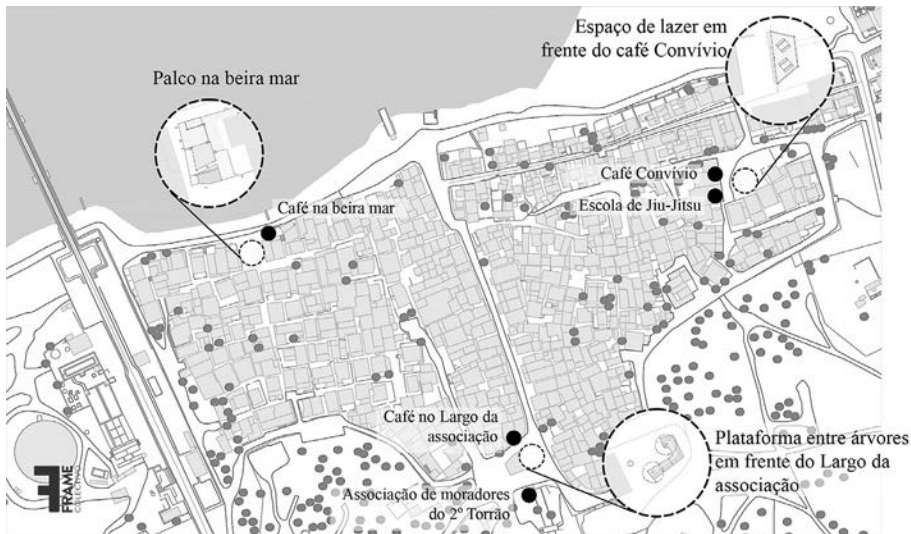 Espaço de lazer em
frente do café Convívio
Palco na beira mar
Café Convívio
Escola de Jiu-Jitsu
Café na beira mar
Café no Largo da
associação
Plataforma entre árvores
em frente do Largo da
associação
Associação de moradores
do 2º Torrão
FRAME
COLECTIVO